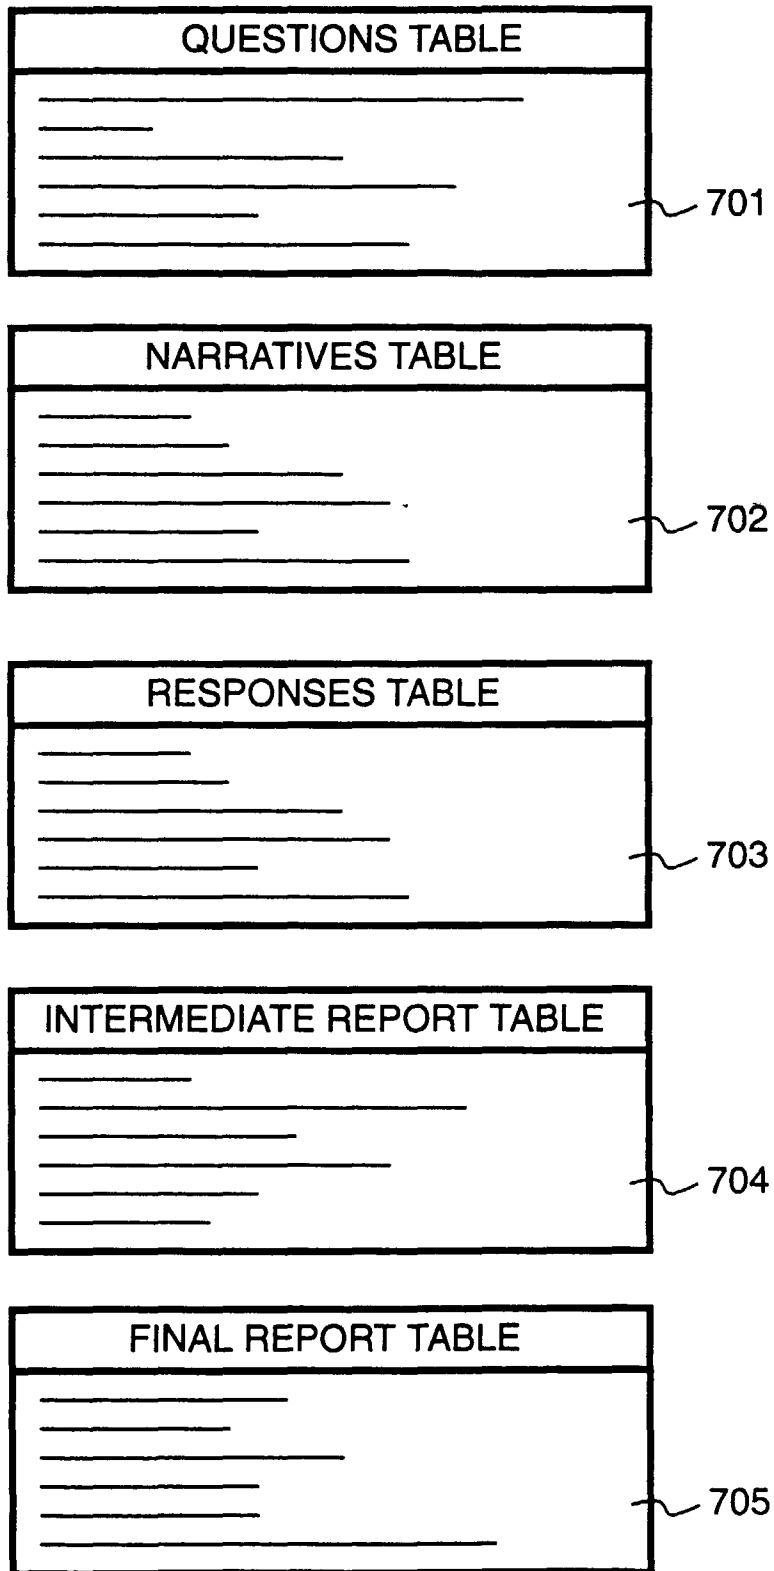 QUESTIONS TABLE
701
NARRATIVES TABLE
702
RESPONSES TABLE
703
INTERMEDIATE REPORT TABLE
704
FINAL REPORT TABLE
705